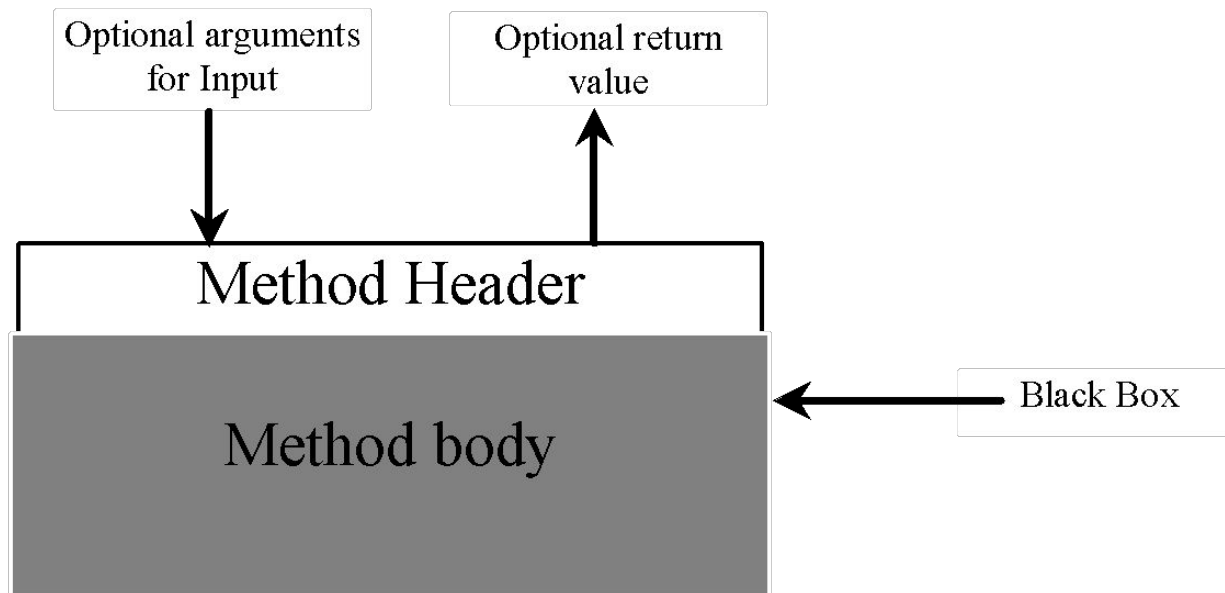 Optional arguments
for Input
Optional return
value
Method Header
Method body
Black Box